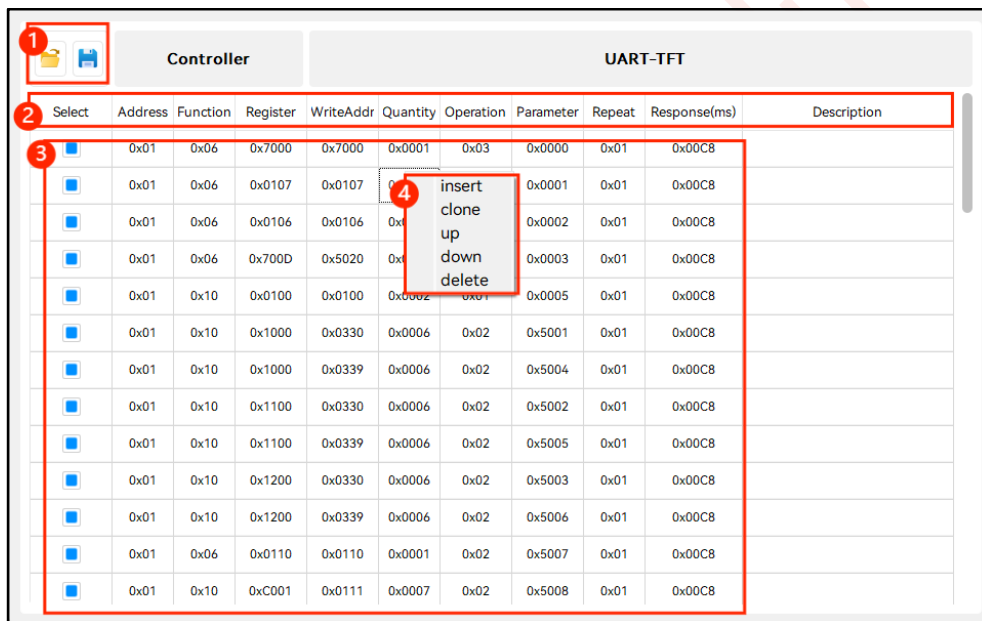 1
Controller UART-TFT
2 Select Address Function Register WriteAddr Quantity Operation Parameter Repeat Response(ms) Description
3 0x01 0x06 0x7000 0x7000 0x0001 0x03 0x0000 0x01 0x00C8
0x01 0x06 0x0107 0x0107 4 insert 0x0001 0x01 0x00C8
clone
0x01 0x06 0x0106 0x0106 up 0x0002 0x01 0x00C8
0x01 0x06 0x700D 0x5020 down 0x0003 0x01 0x00C8
delete
0x01 0x10 0x0100 0x0100 0x0002 0x01 0x0005 0x01 0x00C8
0x01 0x10 0x1000 0x0330 0x0006 0x02 0x5001 0x01 0x00C8
0x01 0x10 0x1000 0x0339 0x0006 0x02 0x5004 0x01 0x00C8
0x01 0x10 0x1100 0x0330 0x0006 0x02 0x5002 0x01 0x00C8
0x01 0x10 0x1100 0x0339 0x0006 0x02 0x5005 0x01 0x00C8
0x01 0x10 0x1200 0x0330 0x0006 0x02 0x5003 0x01 0x00C8
0x01 0x10 0x1200 0x0339 0x0006 0x02 0x5006 0x01 0x00C8
0x01 0x06 0x0110 0x0110 0x0001 0x02 0x5007 0x01 0x00C8
0x01 0x10 0xC001 0x0111 0x0007 0x02 0x5008 0x01 0x00C8